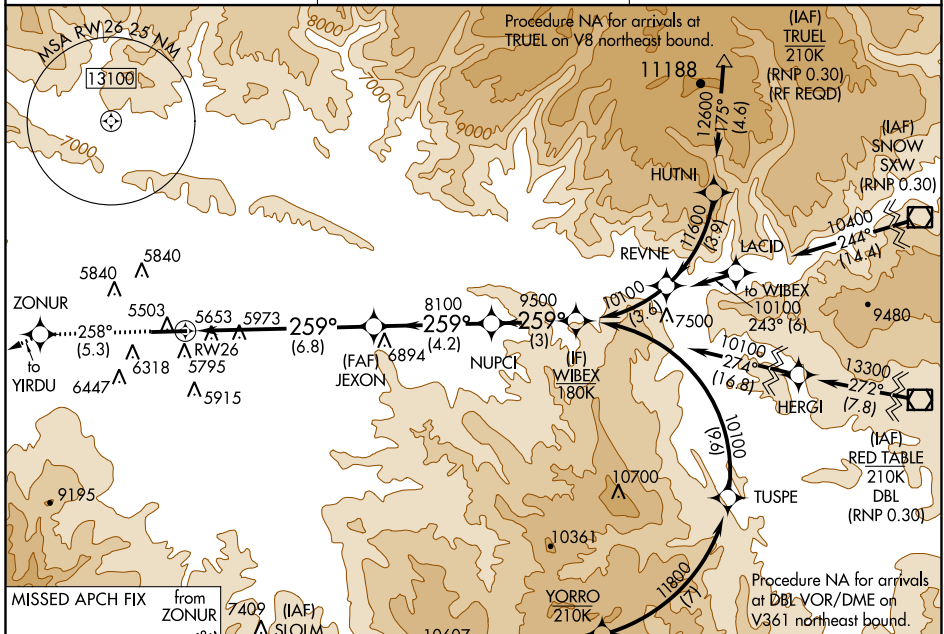 MSA RW26 25 NM
13100
8000
7000
7000
9000
Procedure NA for arrivals at
TRUEL on V8 northeast bound.
11188
(IAF)
TRUEL
210K
(RNP 0.30)
(RF REQD)
12600
175°
(4.6)
HUTNI
(IAF)
SNOW
SXW
(RNP 0.30)
10400
244°
(14.4)
11600
(3.9)
REVNE
LACID
to WIBEX
10100
243° (6)
9480
5840
5840
ZONUR
258°
(5.3)
to
YIRDU
5503
5653
5973
RW26
6318
5795
6447
5915
259°
(6.8)
(FAF)
JEXON
6894
8100
259°
(4.2)
NUPCI
9500
259°
(3)
(IF)
WIBEX
180K
10100
(3.6)
7500
10100
274°
(16.8)
HERGI
13300
272°
(7.8)
(IAF)
RED TABLE
210K
DBL
(RNP 0.30)
10100
(9.6)
TUSPE
9195
10700
10361
YORRO
210K
11800
(7)
Procedure NA for arrivals
at DBL VOR/DME on
V361 northeast bound.
MISSED APCH FIX
from
ZONUR
7409
(IAF)